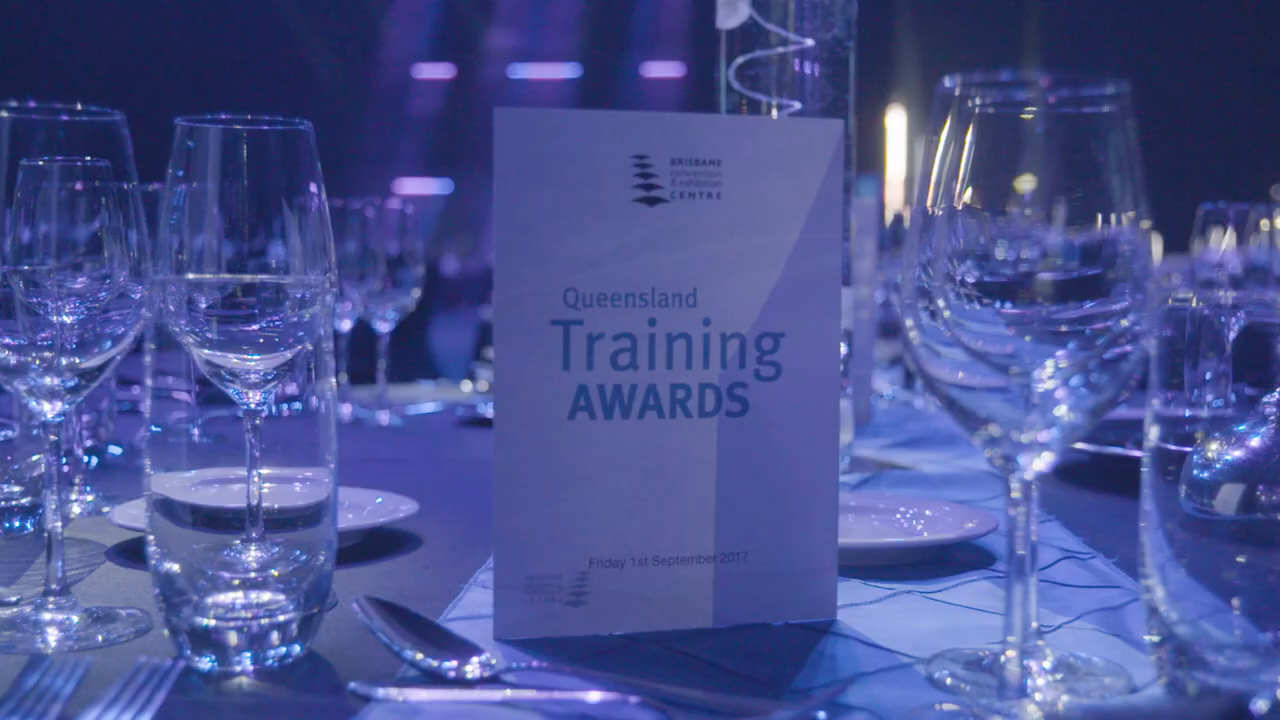 BRISBANE
convention
& exhibition
CENTRE
Queensland
Training
AWARDS
Friday 1st September 2017